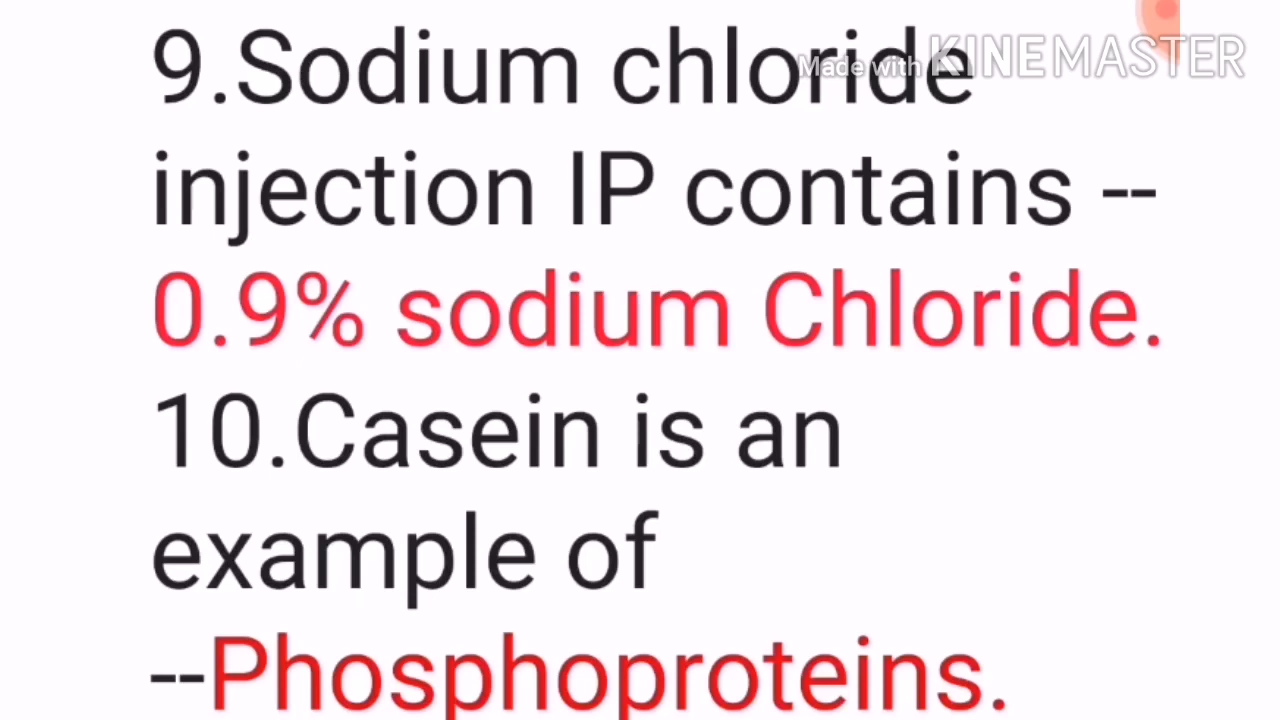 9.Sodium chloride
Made with KINEMASTER
injection IP contains --
0.9% sodium Chloride.
10.Casein is an
example of
--Phosphoproteins.